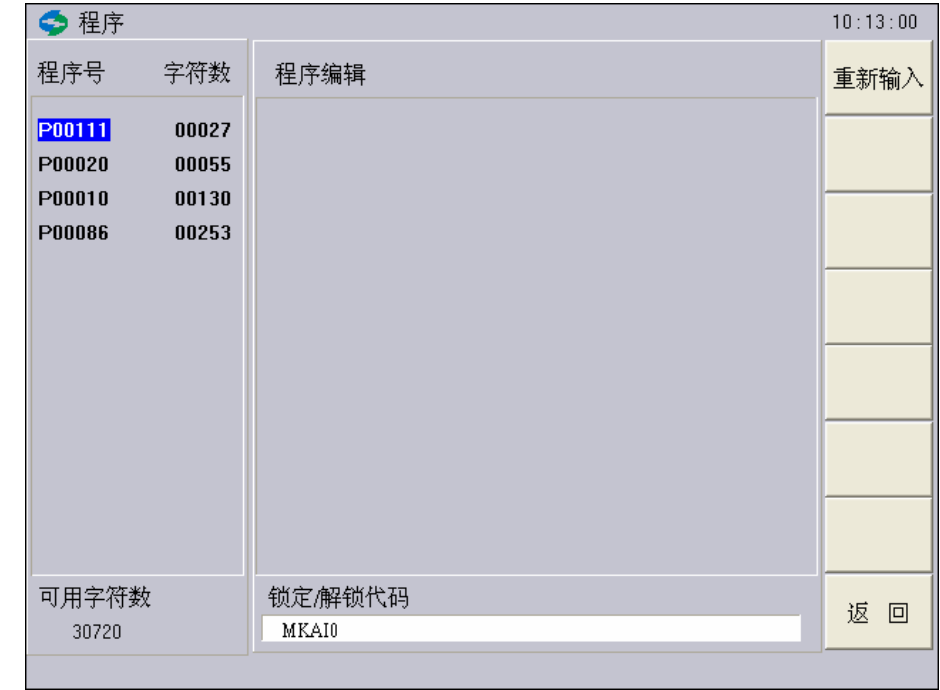 程序 10:13:00
程序号 字符数
P00111 00027
P00020 00055
P00010 00130
P00086 00253
可用字符数
30720
程序编辑
锁定/解锁代码
MKAI0
重新输入
返 回